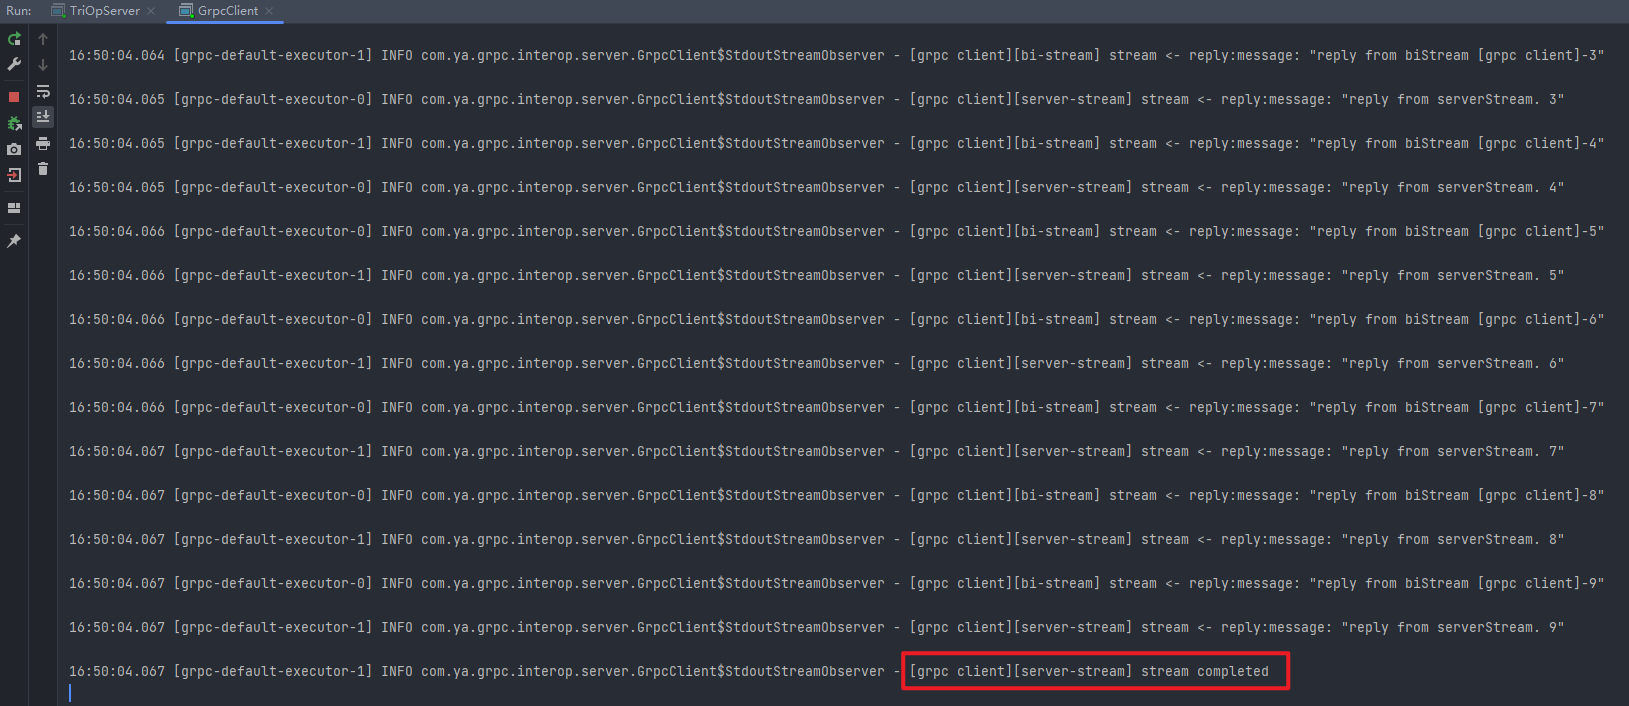 Run: TriOpServer × GrpcClient ×
16:50:04.064 [grpc-default-executor-1] INFO com.ya.grpc.interop.server.GrpcClient$StdoutStreamObserver - [grpc client][bi-stream] stream <- reply:message: "reply from biStream [grpc client]-3"
16:50:04.065 [grpc-default-executor-0] INFO com.ya.grpc.interop.server.GrpcClient$StdoutStreamObserver - [grpc client][server-stream] stream <- reply:message: "reply from serverStream. 3"
16:50:04.065 [grpc-default-executor-1] INFO com.ya.grpc.interop.server.GrpcClient$StdoutStreamObserver - [grpc client][bi-stream] stream <- reply:message: "reply from biStream [grpc client]-4"
16:50:04.065 [grpc-default-executor-0] INFO com.ya.grpc.interop.server.GrpcClient$StdoutStreamObserver - [grpc client][server-stream] stream <- reply:message: "reply from serverStream. 4"
16:50:04.066 [grpc-default-executor-0] INFO com.ya.grpc.interop.server.GrpcClient$StdoutStreamObserver - [grpc client][bi-stream] stream <- reply:message: "reply from biStream [grpc client]-5"
16:50:04.066 [grpc-default-executor-1] INFO com.ya.grpc.interop.server.GrpcClient$StdoutStreamObserver - [grpc client][server-stream] stream <- reply:message: "reply from serverStream. 5"
16:50:04.066 [grpc-default-executor-0] INFO com.ya.grpc.interop.server.GrpcClient$StdoutStreamObserver - [grpc client][bi-stream] stream <- reply:message: "reply from biStream [grpc client]-6"
16:50:04.066 [grpc-default-executor-1] INFO com.ya.grpc.interop.server.GrpcClient$StdoutStreamObserver - [grpc client][server-stream] stream <- reply:message: "reply from serverStream. 6"
16:50:04.066 [grpc-default-executor-0] INFO com.ya.grpc.interop.server.GrpcClient$StdoutStreamObserver - [grpc client][bi-stream] stream <- reply:message: "reply from biStream [grpc client]-7"
16:50:04.067 [grpc-default-executor-1] INFO com.ya.grpc.interop.server.GrpcClient$StdoutStreamObserver - [grpc client][server-stream] stream <- reply:message: "reply from serverStream. 7"
16:50:04.067 [grpc-default-executor-0] INFO com.ya.grpc.interop.server.GrpcClient$StdoutStreamObserver - [grpc client][bi-stream] stream <- reply:message: "reply from biStream [grpc client]-8"
16:50:04.067 [grpc-default-executor-1] INFO com.ya.grpc.interop.server.GrpcClient$StdoutStreamObserver - [grpc client][server-stream] stream <- reply:message: "reply from serverStream. 8"
16:50:04.067 [grpc-default-executor-0] INFO com.ya.grpc.interop.server.GrpcClient$StdoutStreamObserver - [grpc client][bi-stream] stream <- reply:message: "reply from biStream [grpc client]-9"
16:50:04.067 [grpc-default-executor-1] INFO com.ya.grpc.interop.server.GrpcClient$StdoutStreamObserver - [grpc client][server-stream] stream <- reply:message: "reply from serverStream. 9"
16:50:04.067 [grpc-default-executor-1] INFO com.ya.grpc.interop.server.GrpcClient$StdoutStreamObserver - [grpc client][server-stream] stream completed